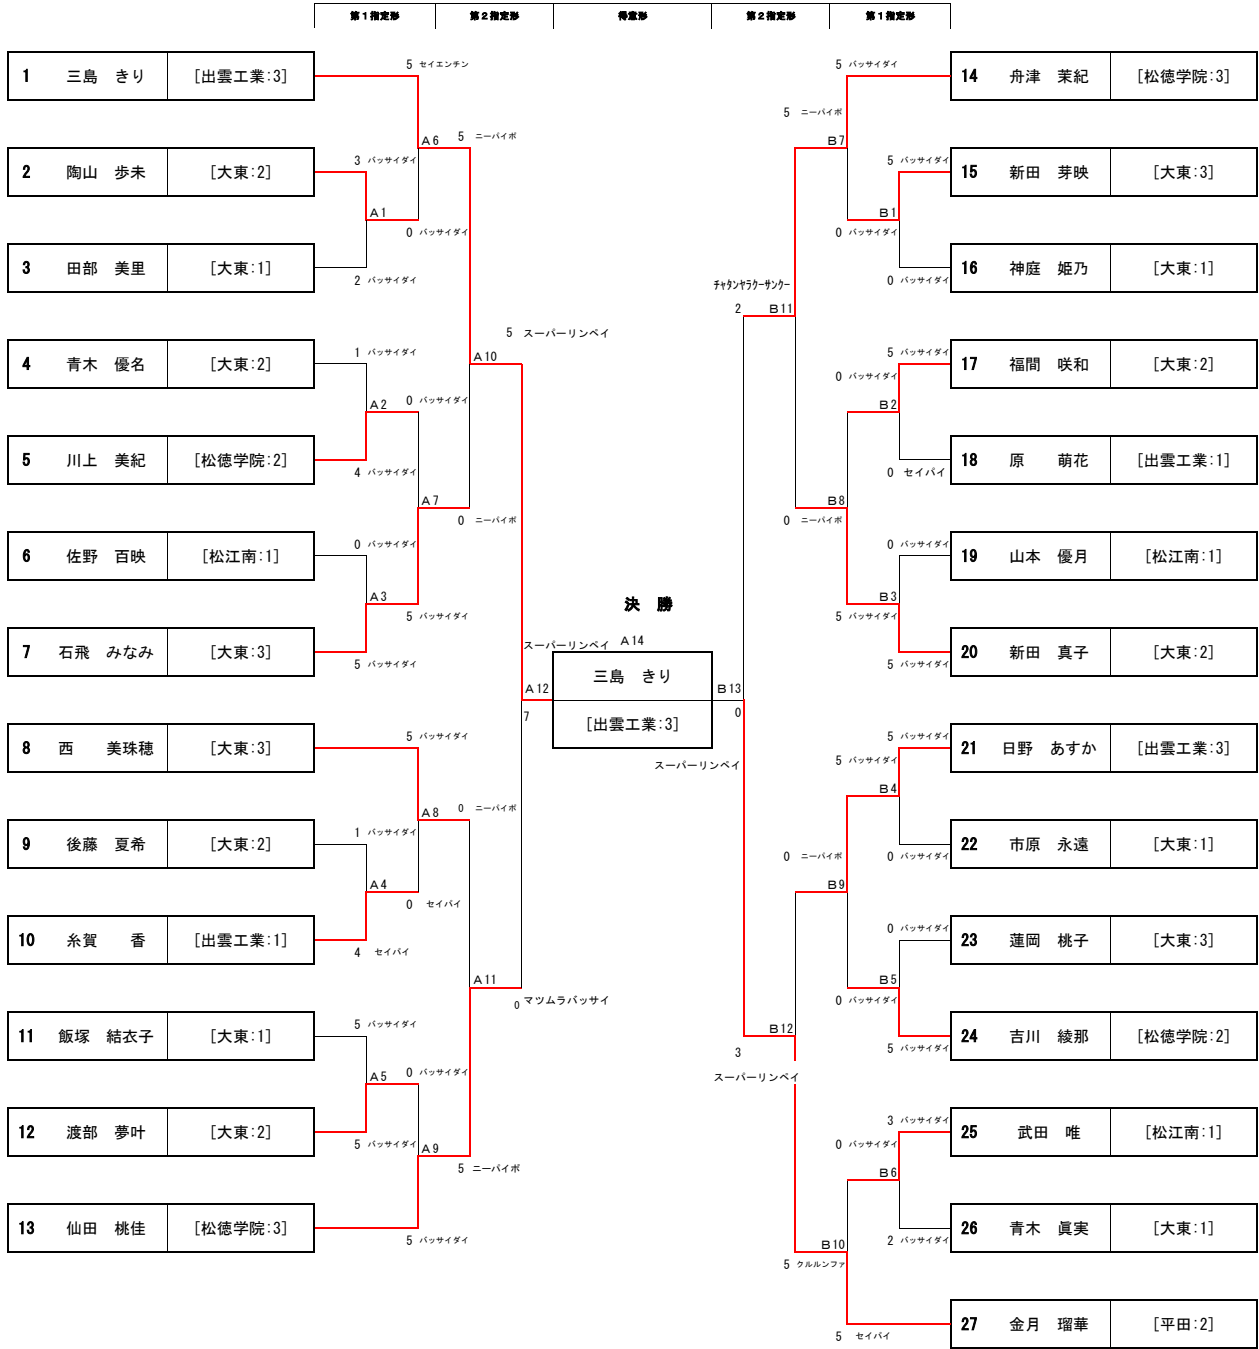 第１指定形 第２指定形 得意形 第２指定形 第１指定形
5 セイエンチン
1 三島 きり [出雲工業:3]
A6 5 ニーパイポ
3 バッサイダイ
2 陶山 歩未 [大東:2]
A1
0 バッサイダイ
3 田部 美里 [大東:1]
2 バッサイダイ
5 スーパーリンペイ
1 バッサイダイ
A10
4 青木 優名 [大東:2]
A2 0 バッサイダイ
5 川上 美紀 [松徳学院:2]
4 バッサイダイ
A7
0 ニーパイポ
0 バッサイダイ
6 佐野 百映 [松江南:1]
A3
5 バッサイダイ
7 石飛 みなみ [大東:3]
5 バッサイダイ
A12
7
5 バッサイダイ
8 西 美珠穂 [大東:3]
A8 0 ニーパイポ
1 バッサイダイ
9 後藤 夏希 [大東:2]
A4
0 セイパイ
10 糸賀 香 [出雲工業:1]
4 セイパイ
A11
0 マツムラバッサイ
5 バッサイダイ
11 飯塚 結衣子 [大東:1]
A5 0 バッサイダイ
12 渡部 夢叶 [大東:2]
5 バッサイダイ
A9
5 ニーパイポ
13 仙田 桃佳 [松徳学院:3]
5 バッサイダイ
決 勝
スーパーリンペイ A14
三島 きり
[出雲工業:3]
B13
0
スーパーリンペイ
5 バッサイダイ
14 舟津 茉紀 [松徳学院:3]
5 ニーパイポ
B7
5 バッサイダイ
15 新田 芽映 [大東:3]
B1
0 バッサイダイ
16 神庭 姫乃 [大東:1]
0 バッサイダイ
チャタンヤラクーサンクー
2 B11
5 バッサイダイ
17 福間 咲和 [大東:2]
0 バッサイダイ
B2
18 原 萌花 [出雲工業:1]
0 セイパイ
B8
0 ニーパイポ
0 バッサイダイ
19 山本 優月 [松江南:1]
B3
5 バッサイダイ
20 新田 真子 [大東:2]
5 バッサイダイ
5 バッサイダイ
21 日野 あすか [出雲工業:3]
5 バッサイダイ
B4
22 市原 永遠 [大東:1]
0 ニーパイポ
0 バッサイダイ
B9
0 バッサイダイ
23 蓮岡 桃子 [大東:3]
B5
0 バッサイダイ
24 吉川 綾那 [松徳学院:2]
5 バッサイダイ
B12
3
スーパーリンペイ
3 バッサイダイ
25 武田 唯 [松江南:1]
0 バッサイダイ
B6
26 青木 眞実 [大東:1]
2 バッサイダイ
B10
5 クルルンファ
27 金月 瑠華 [平田:2]
5 セイパイ